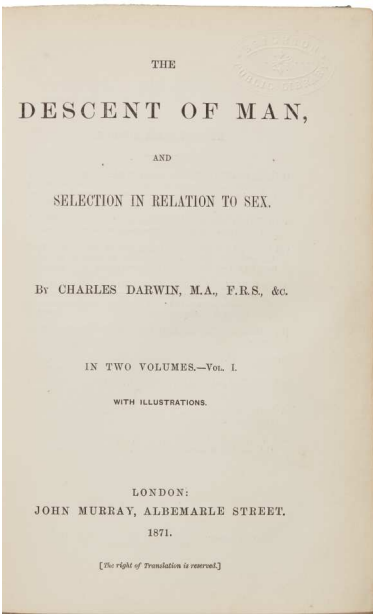 THE
DESCENT OF MAN,
AND
SELECTION IN RELATION TO SEX.
BY CHARLES DARWIN, M.A., F.R.S., &c.
IN TWO VOLUMES.—VOL. I.
WITH ILLUSTRATIONS.
LONDON:
JOHN MURRAY, ALBEMARLE STREET.
1871.
[The right of Translation is reserved.]